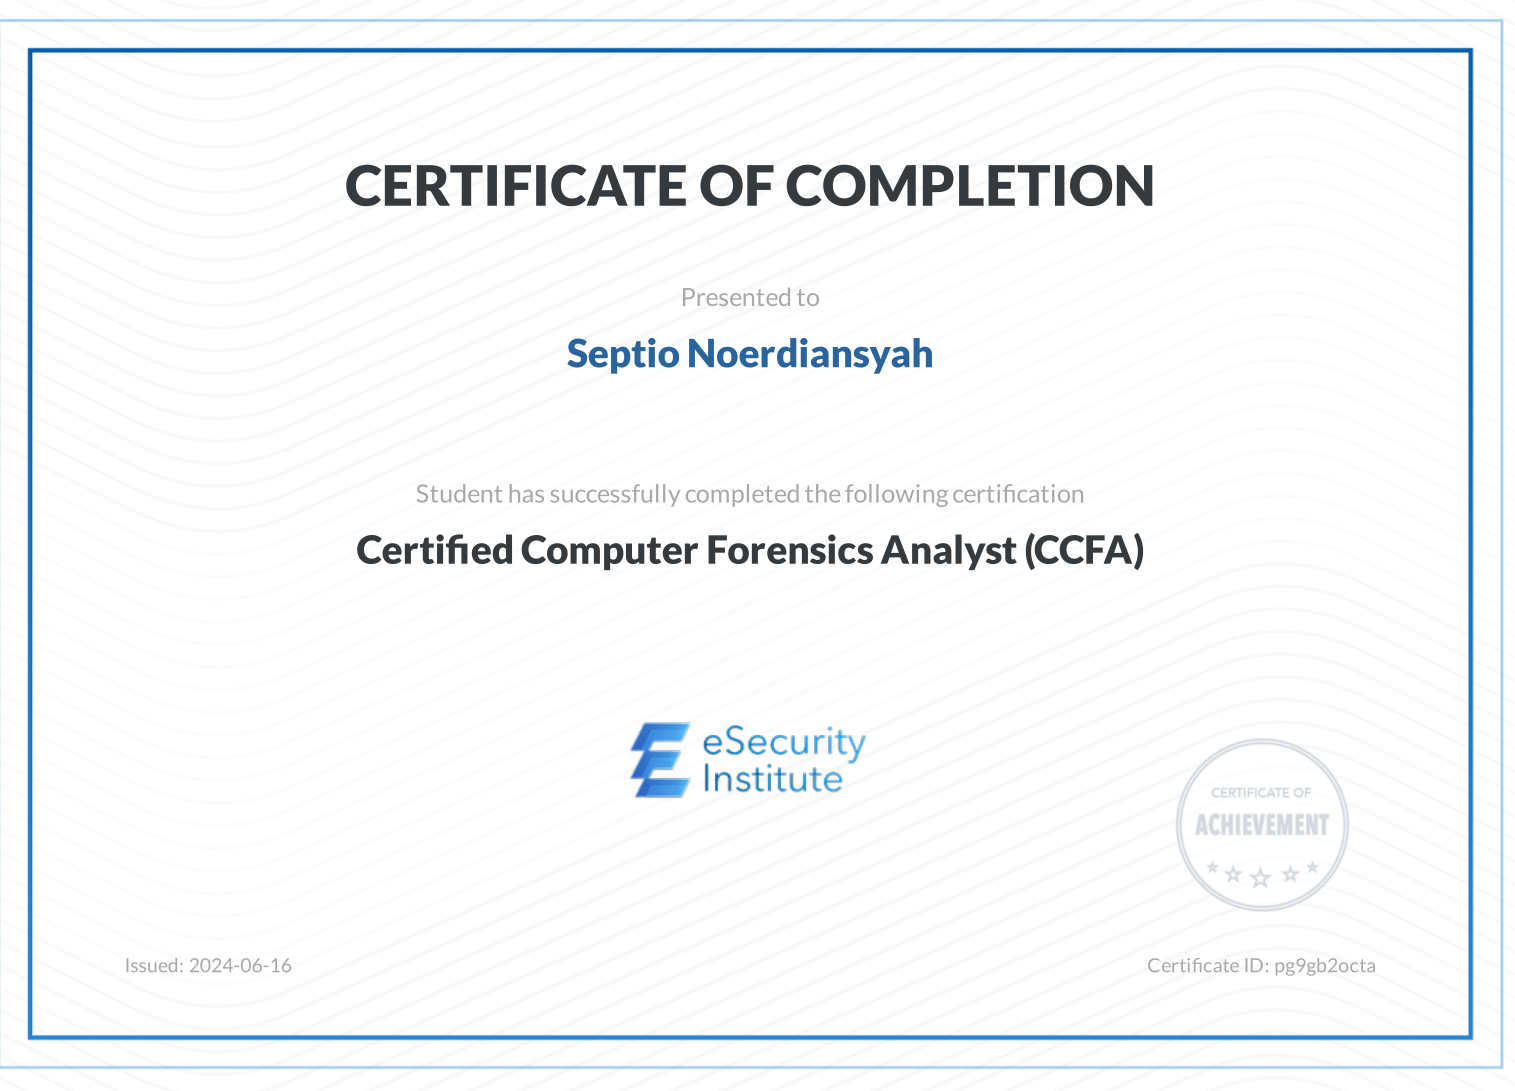 CERTIFICATE OF COMPLETION
Presented to
Septio Noerdiansyah
Student has successfully completed the following certification
Certified Computer Forensics Analyst (CCFA)
eSecurity
Institute
CERTIFICATE OF
ACHIEVEMENT
Issued: 2024-06-16
Certificate ID: pg9gb2octa